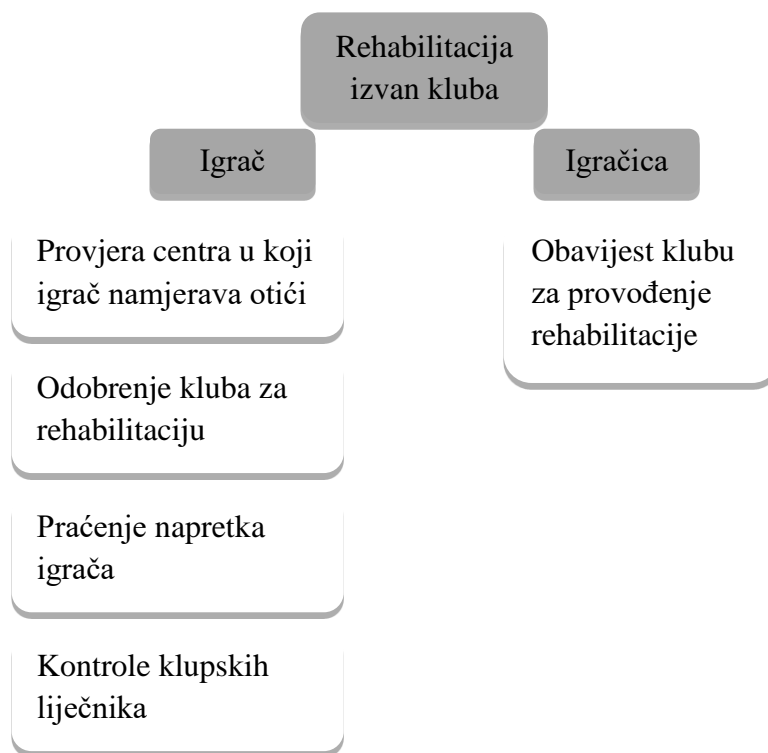 Rehabilitacija
izvan kluba
Igrač
Igračica
Provjera centra u koji
igrač namjerava otići
Odobrenje kluba za
rehabilitaciju
Praćenje napretka
igrača
Kontrole klupskih
liječnika
Obavijest klubu
za provođenje
rehabilitacije